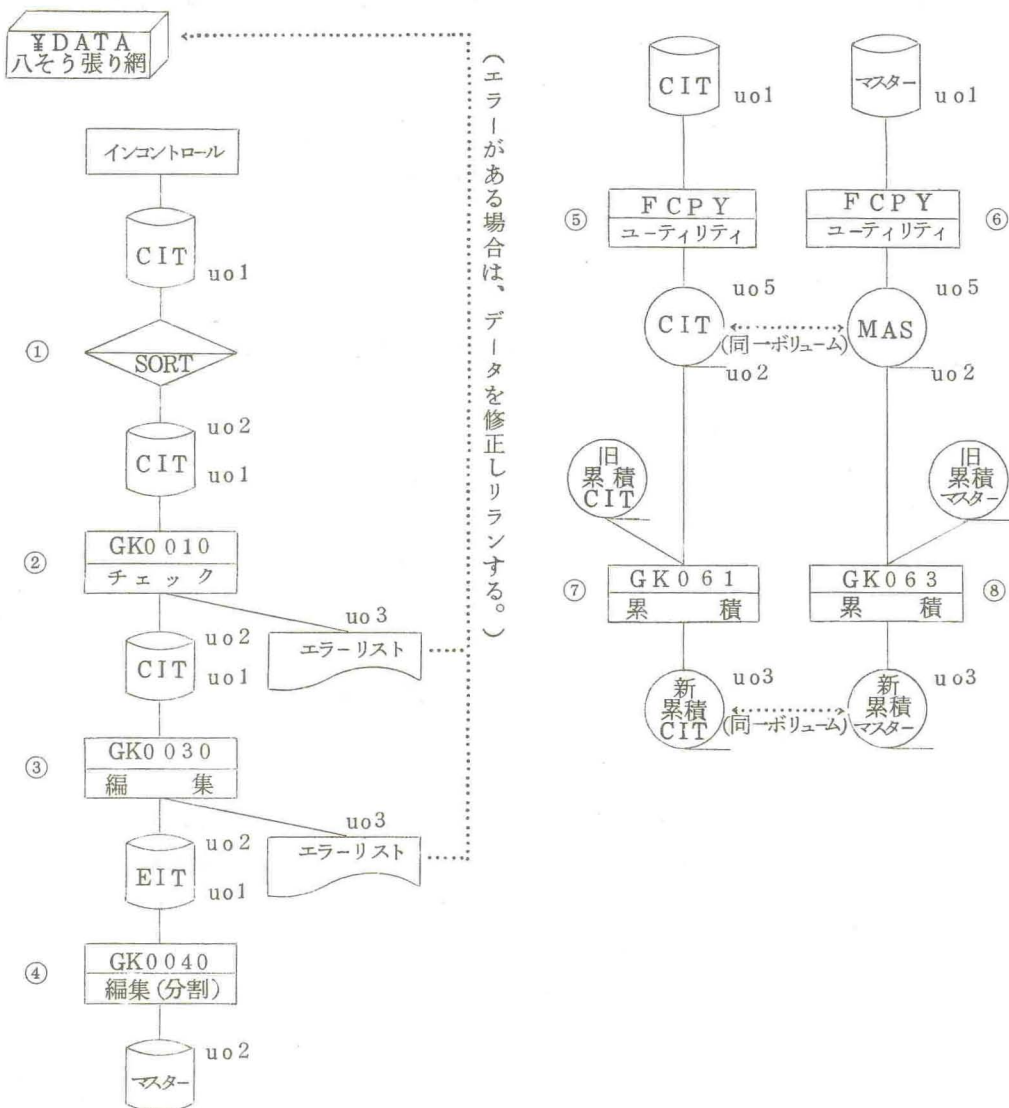 ¥DATA
八そう張り網
インコントロール
CIT
uo1
①
SORT
uo2
CIT
uo1
②
GK0010
チェック
uo3
uo2
CIT
uo1
エラーリスト
③
GK0030
編集
uo3
uo2
EIT
uo1
エラーリスト
④
GK0040
編集(分割)
uo2
マスター
(エラーがある場合は、データを修正しリランする。)
CIT
uo1
マスター
uo1
⑤
FCPY
ユーティリティ
FCPY
ユーティリティ
⑥
uo5
CIT
uo2
(同一ボリューム)
uo5
MAS
uo2
旧
累積
CIT
旧
累積
マスター
⑦
GK061
累積
GK063
累積
⑧
uo3
新
累積
CIT
(同一ボリューム)
uo3
新
累積
マスター